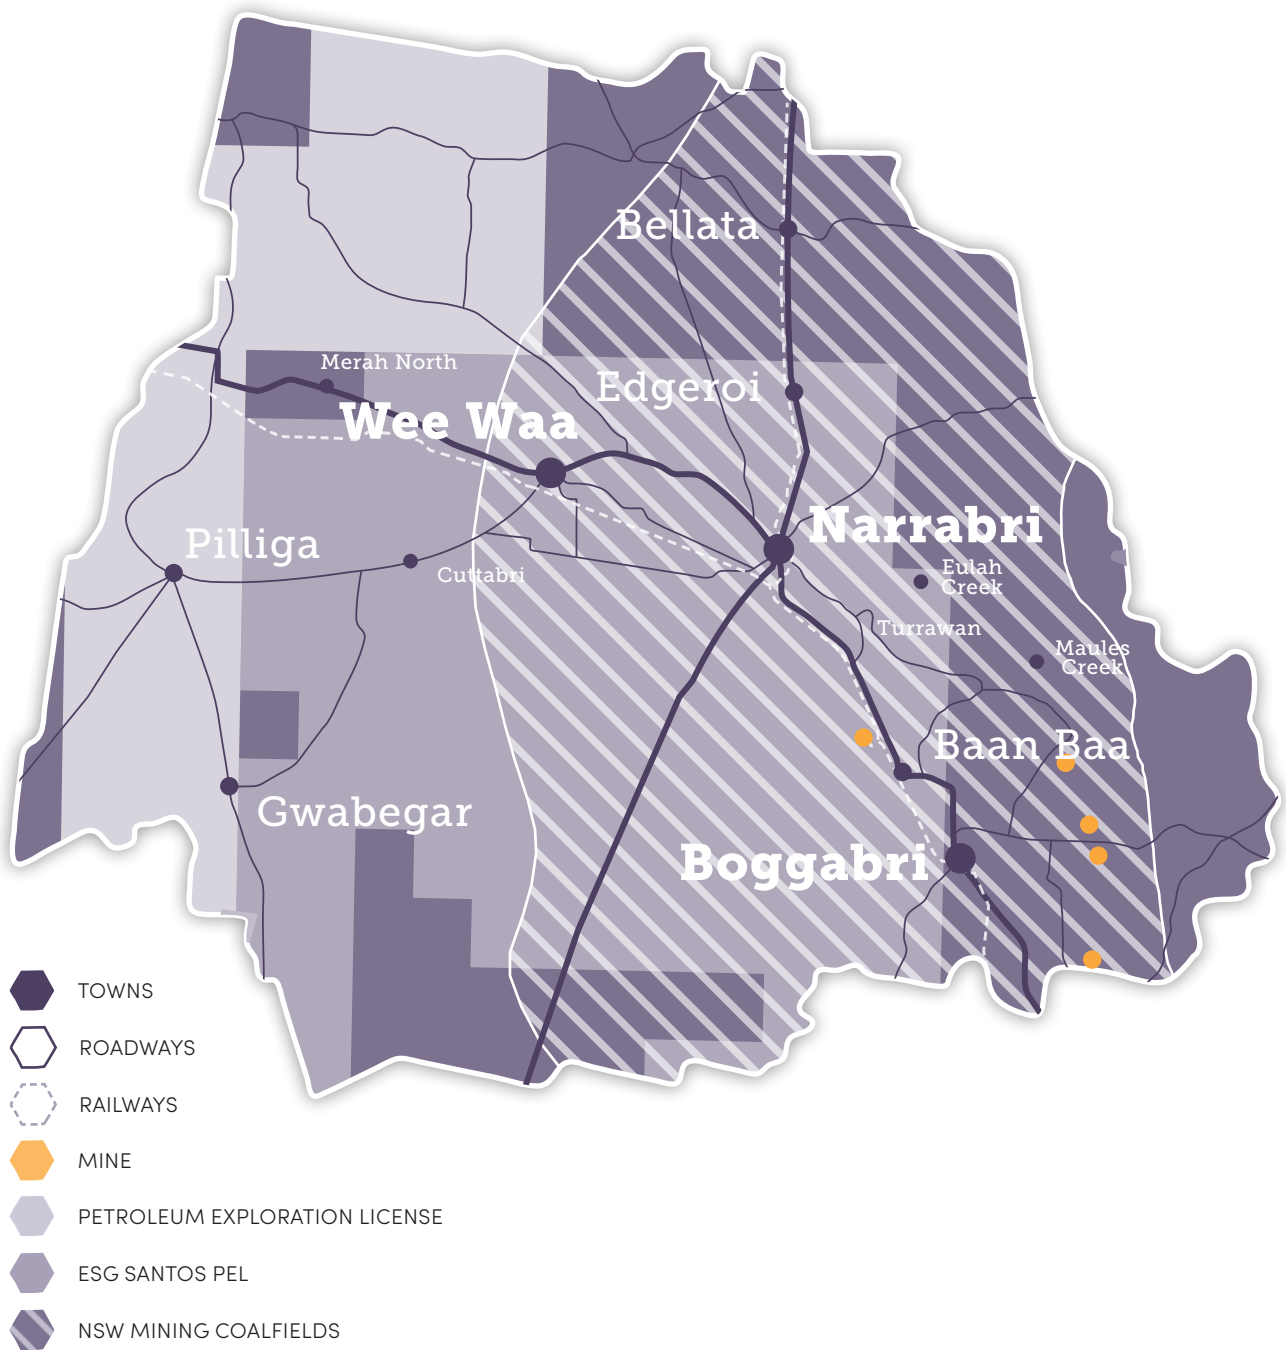 Bellata
Merah North
Edgeroi
Wee Waa
Narrabri
Pilliga
Cuttabri
Eulah
Creek
Turrawan
Maules
Creek
Baan Baa
Gwabegar
Boggabri
TOWNS
ROADWAYS
RAILWAYS
MINE
PETROLEUM EXPLORATION LICENSE
ESG SANTOS PEL
NSW MINING COALFIELDS